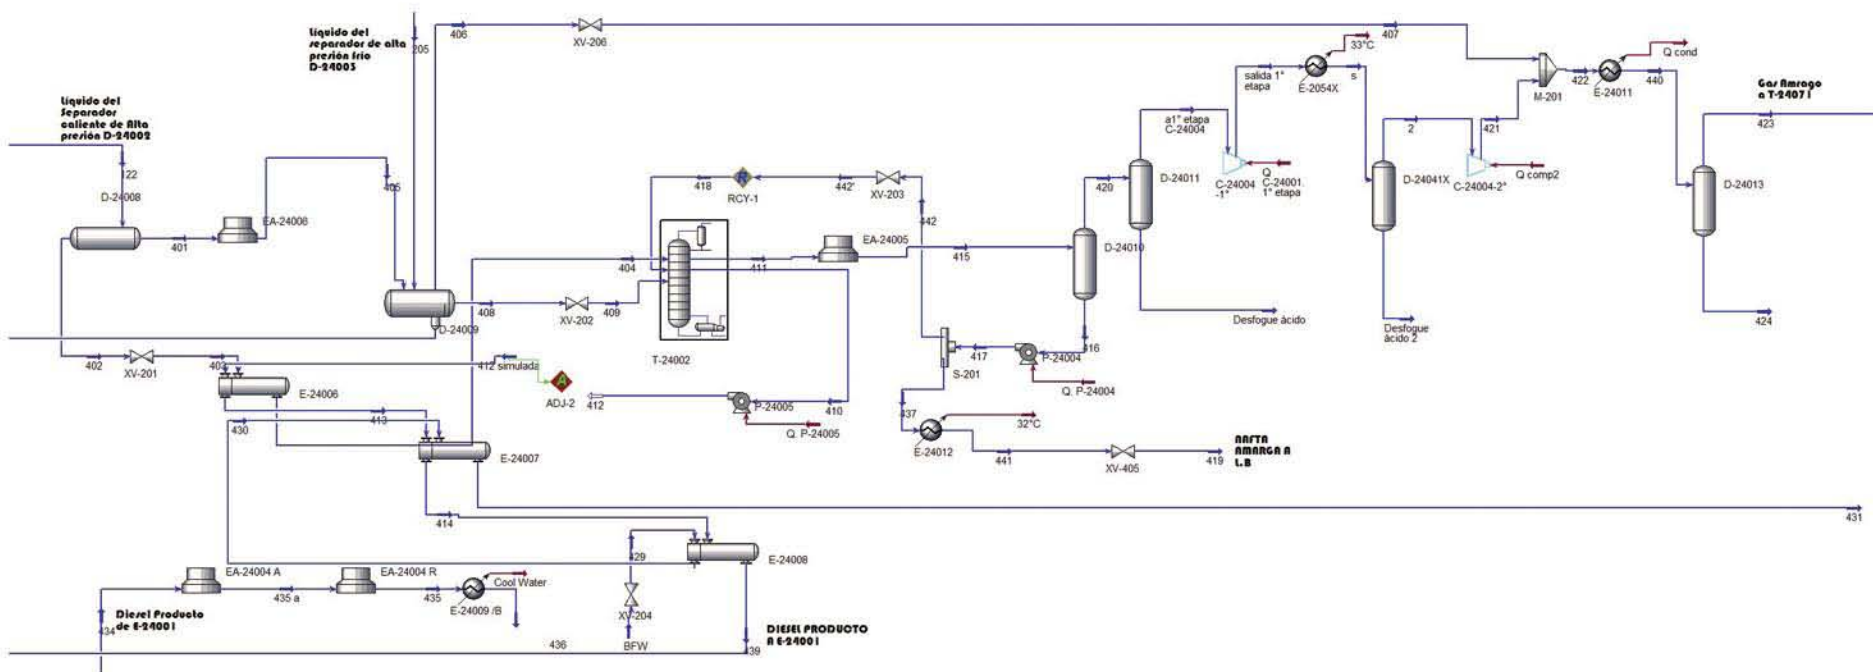 Líquido del
separador de alta
presión frío
D-24003
205
406
XV-206
407
33°C
Q cond
salida 1°
etapa
E-2054X
s
M-201
422
E-24011
440
Gas Amrago
a T-24071
423
Líquido del
Separador
caliente de Alta
presión D-24002
122
D-24008
a1° etapa
C-24004
2
421
D-24011
C-24004
-1°
Q
C-24001.
1° etapa
D-24041X
C-24004-2°
Q comp2
D-24013
405
EA-24006
401
418
RCY-1
442'
XV-203
420
442
EA-24005
D-24010
404
411
415
408
XV-202
409
D-24009
T-24002
Desfogue ácido
Desfogue
ácido 2
424
402
XV-201
403
412 simulada
ADJ-2
E-24006
412
P-24005
410
Q. P-24005
S-201
417
P-24004
416
Q. P-24004
413
430
E-24007
437
32°C
E-24012
441
XV-405
419
NAFTA
AMARGA A
L.B
431
414
429
E-24008
EA-24004 A
435 a
EA-24004 R
435
Cool Water
E-24009 /B
XV-204
BFW
434
Diesel Producto
de E-24001
436
439
DIESEL PRODUCTO
A E-24001